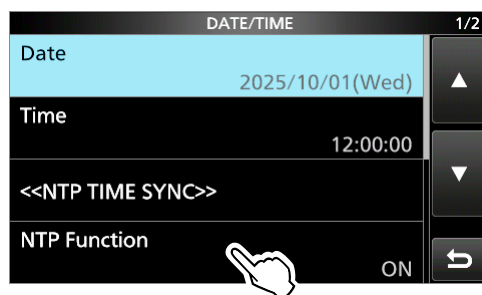 DATE/TIME 1/2
Date
2025/10/01(Wed)
Time
12:00:00
<<NTP TIME SYNC>>
NTP Function
ON